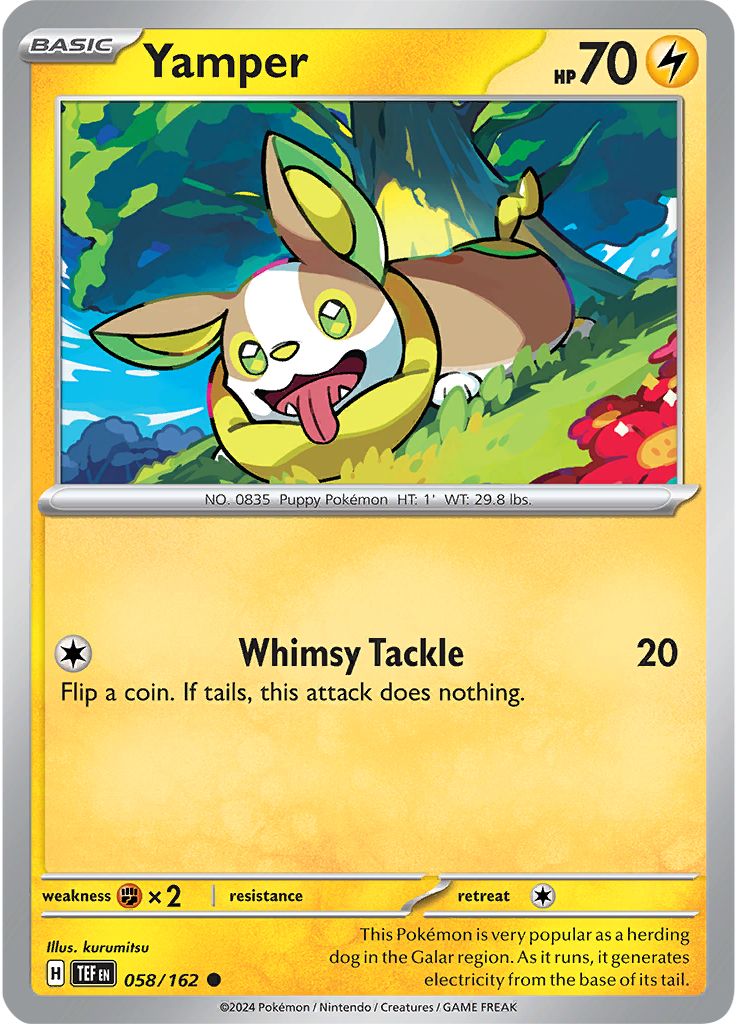 BASIC
Yamper
HP 70
NO. 0835 Puppy Pokémon HT: 1' WT: 29.8 lbs.
Whimsy Tackle 20
Flip a coin. If tails, this attack does nothing.
weakness ×2 resistance retreat
Illus. kurumitsu
This Pokémon is very popular as a herding
dog in the Galar region. As it runs, it generates
electricity from the base of its tail.
H TEF EN 058/162
©2024 Pokémon / Nintendo / Creatures / GAME FREAK